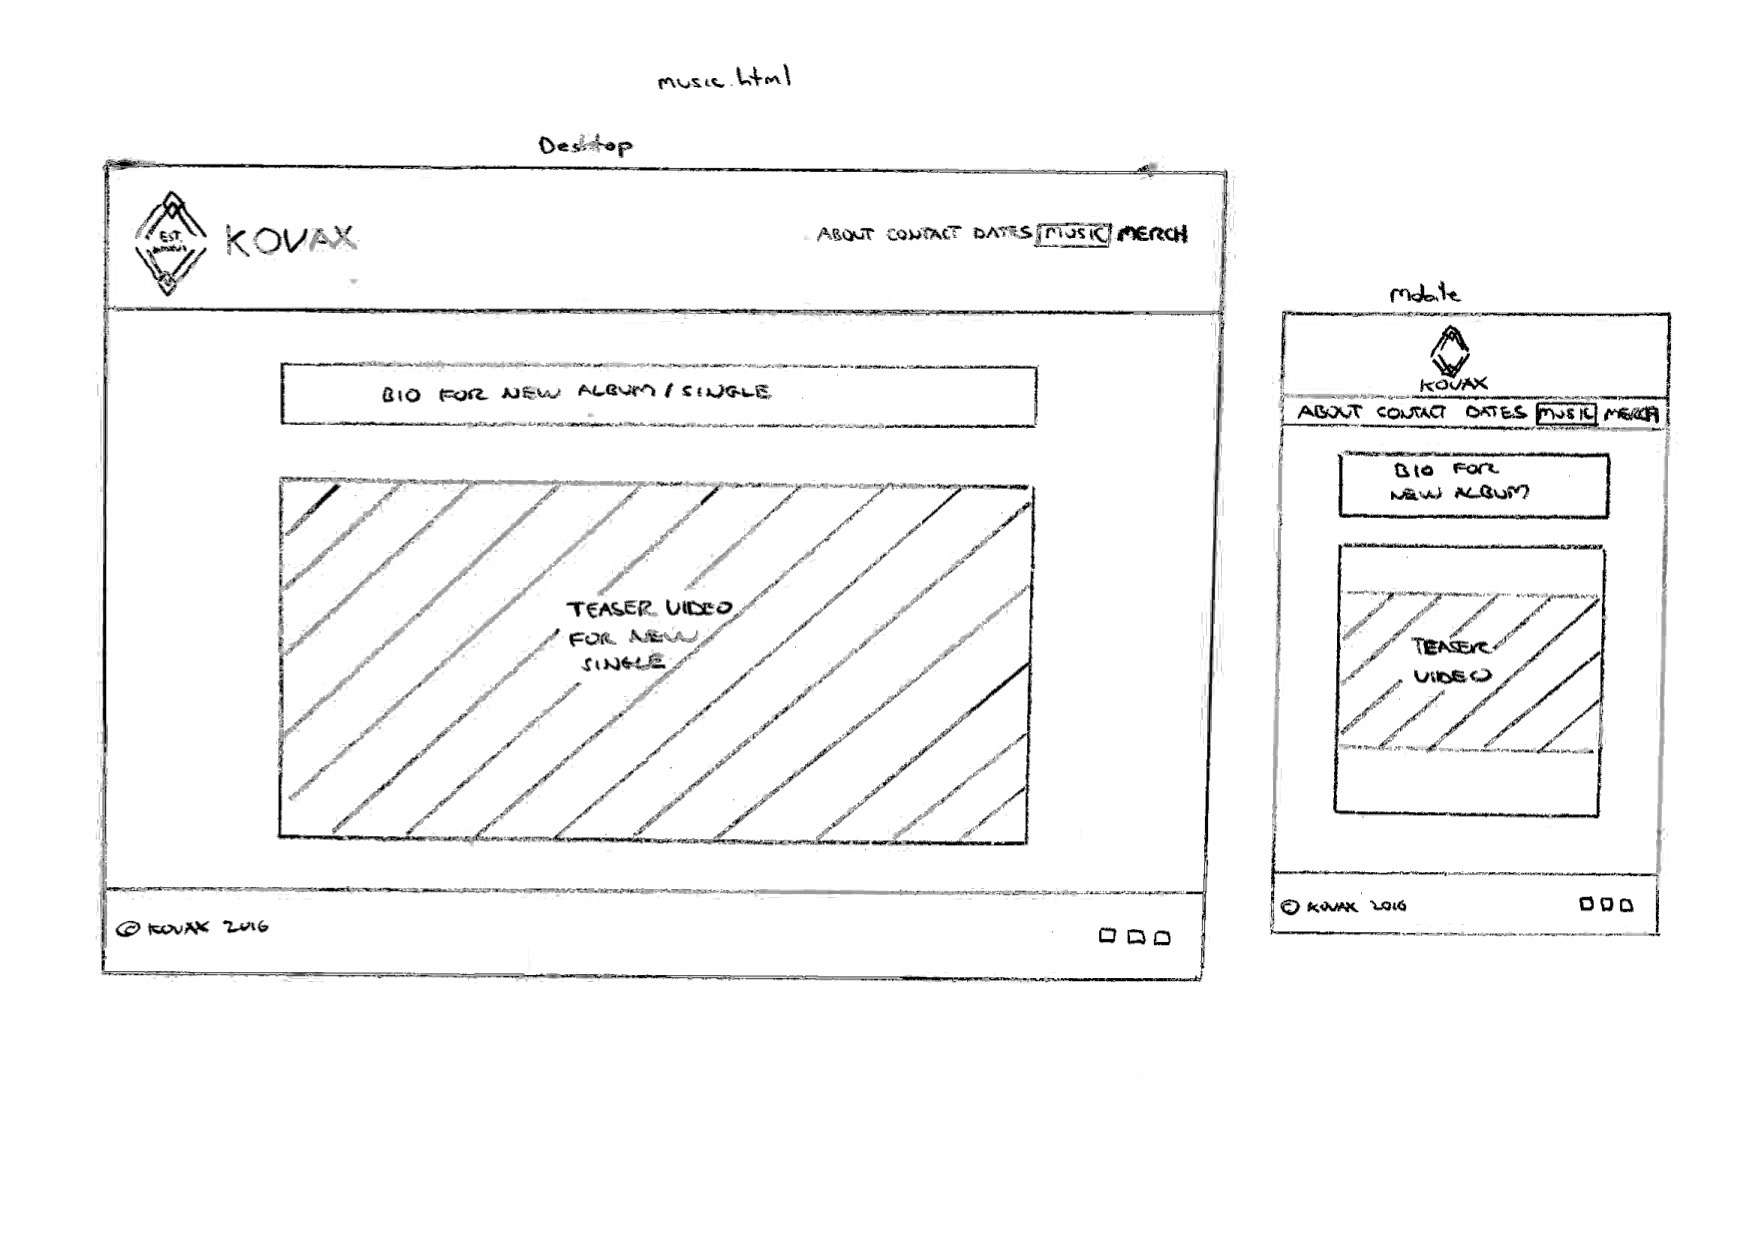 music.html
Desktop
EST.
KOVAX
ABOUT CONTACT DATES MUSIC MERCH
BIO FOR NEW ALBUM / SINGLE
TEASER VIDEO
FOR NEW
SINGLE
© KOVAX 2016
Mobile
KOVAX
ABOUT CONTACT DATES MUSIC MERCH
BIO FOR
NEW ALBUM
TEASER
VIDEO
© KOVAX 2016